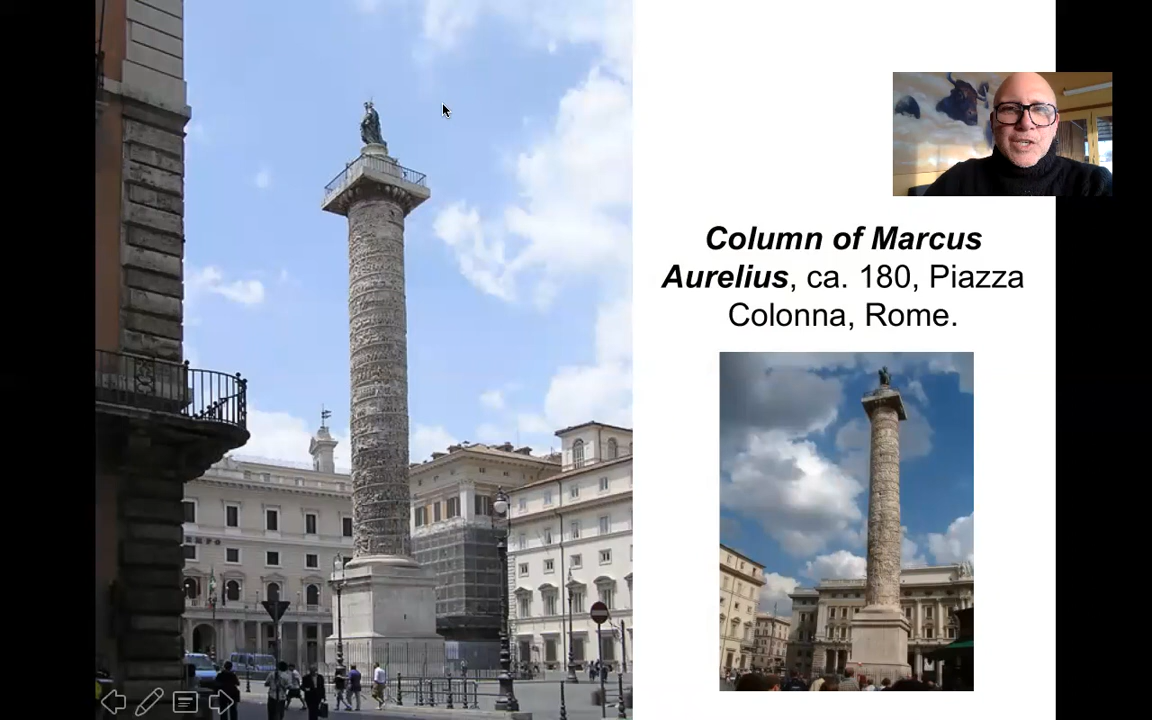 Column of Marcus
Aurelius, ca. 180, Piazza
Colonna, Rome.